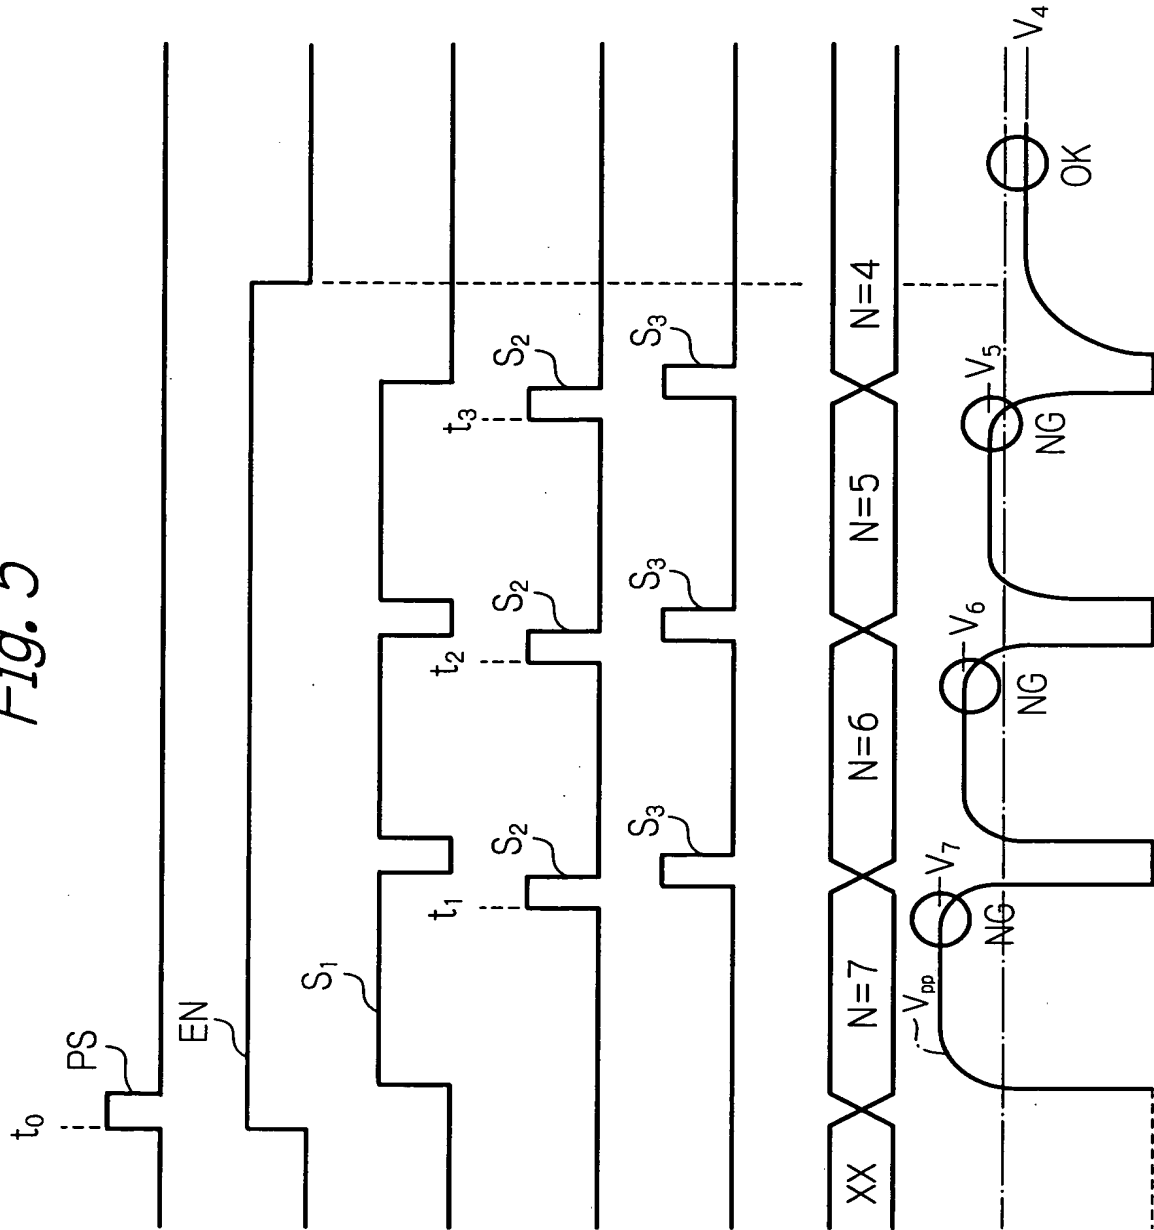 Fig. 5
t0
PS
EN
S1
t1
S2
t2
S2
t3
S2
S3
S3
S3
XX
N=7
N=6
N=5
N=4
Vpp
V7
V6
V5
V4
NG
NG
NG
OK